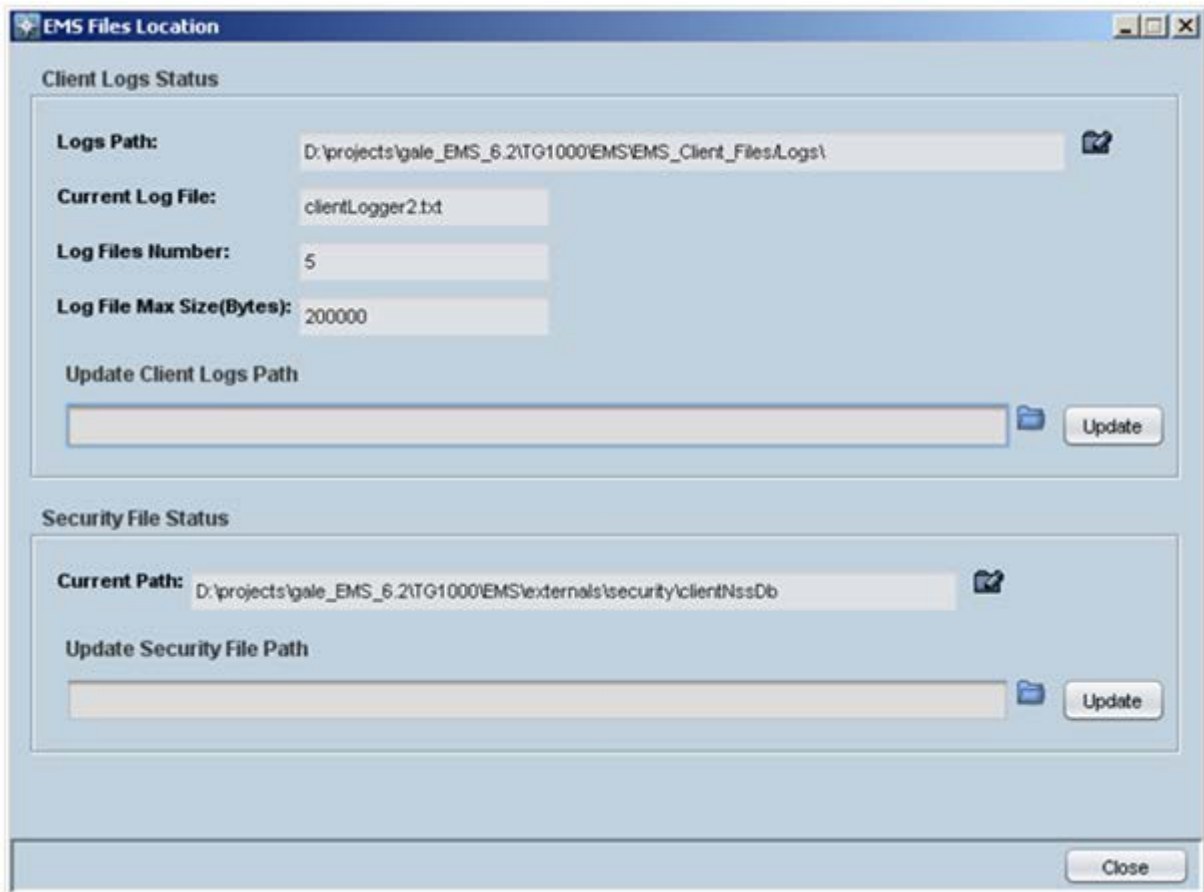 EMS Files Location
Client Logs Status
Logs Path: D:\projects\gale_EMS_6.2\TG1000\EMS\EMS_Client_Files/Logs\
Current Log File: clientLogger2.txt
Log Files Number: 5
Log File Max Size(Bytes): 200000
Update Client Logs Path
Update
Security File Status
Current Path: D:\projects\gale_EMS_6.2\TG1000\EMS\externals\security\clientNssDb
Update Security File Path
Update
Close